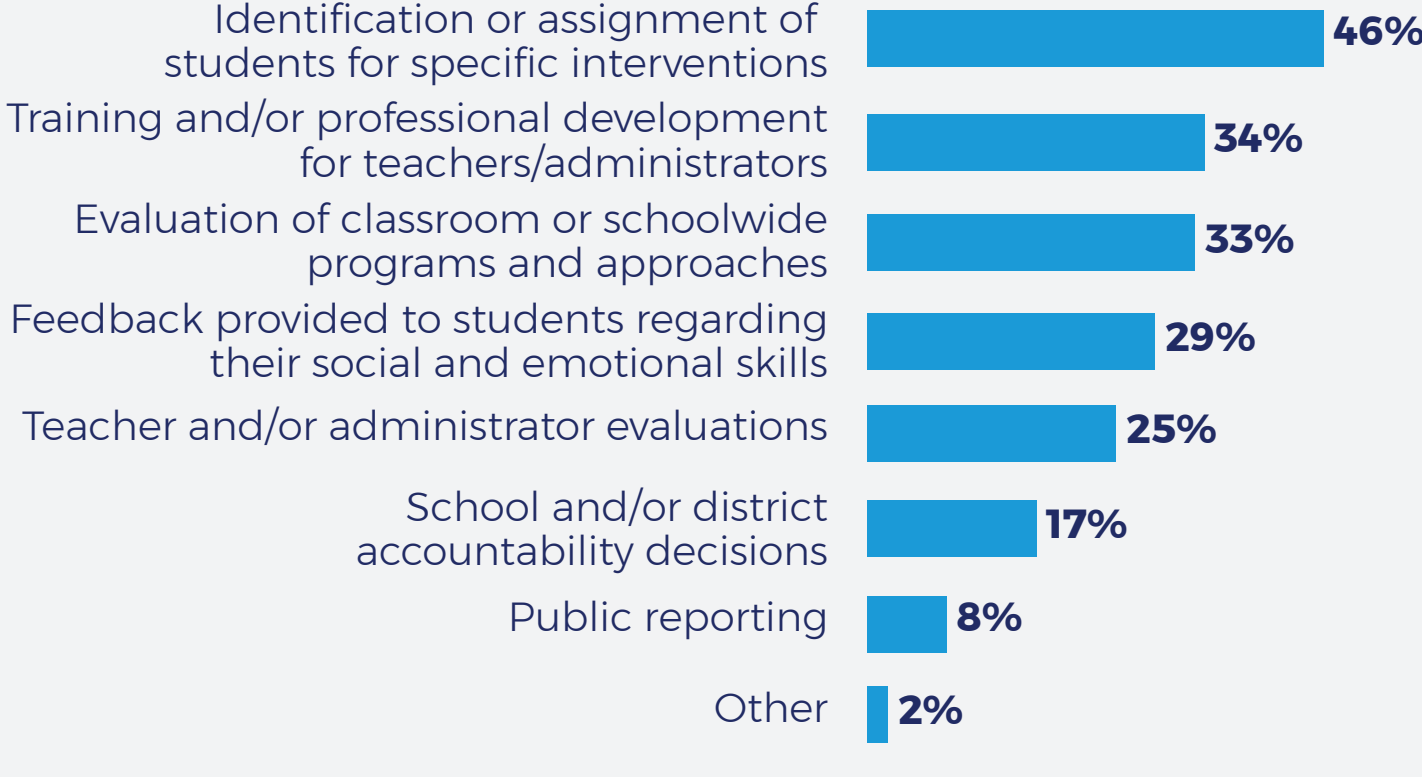 Identification or assignment of
students for specific interventions
46%
Training and/or professional development
for teachers/administrators
34%
Evaluation of classroom or schoolwide
programs and approaches
33%
Feedback provided to students regarding
their social and emotional skills
29%
Teacher and/or administrator evaluations
25%
School and/or district
accountability decisions
17%
Public reporting
8%
Other
2%